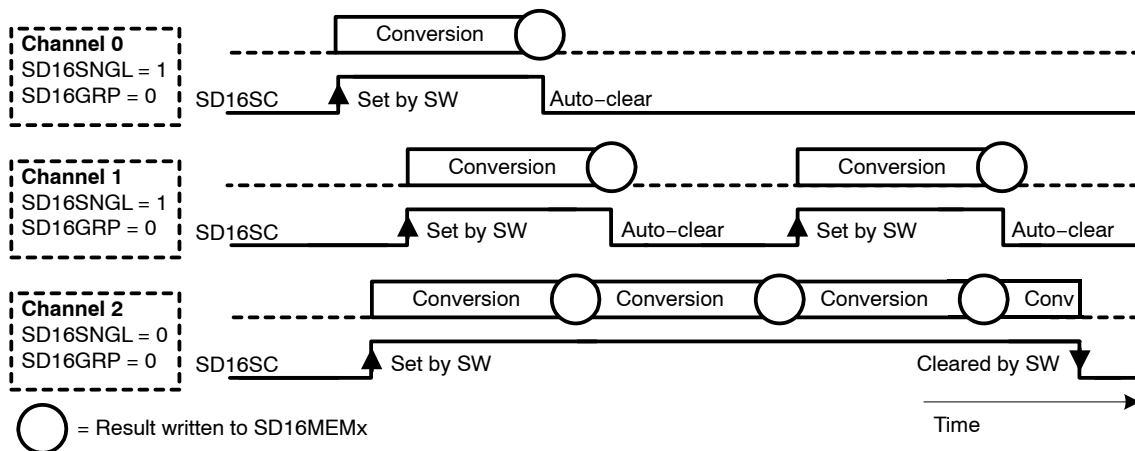 Channel 0
SD16SNGL = 1
SD16GRP = 0
Conversion
SD16SC
Set by SW
Auto−clear
Channel 1
SD16SNGL = 1
SD16GRP = 0
Conversion
Conversion
SD16SC
Set by SW
Auto−clear
Set by SW
Auto−clear
Channel 2
SD16SNGL = 0
SD16GRP = 0
Conversion
Conversion
Conversion
Conv
SD16SC
Set by SW
Cleared by SW
= Result written to SD16MEMx
Time